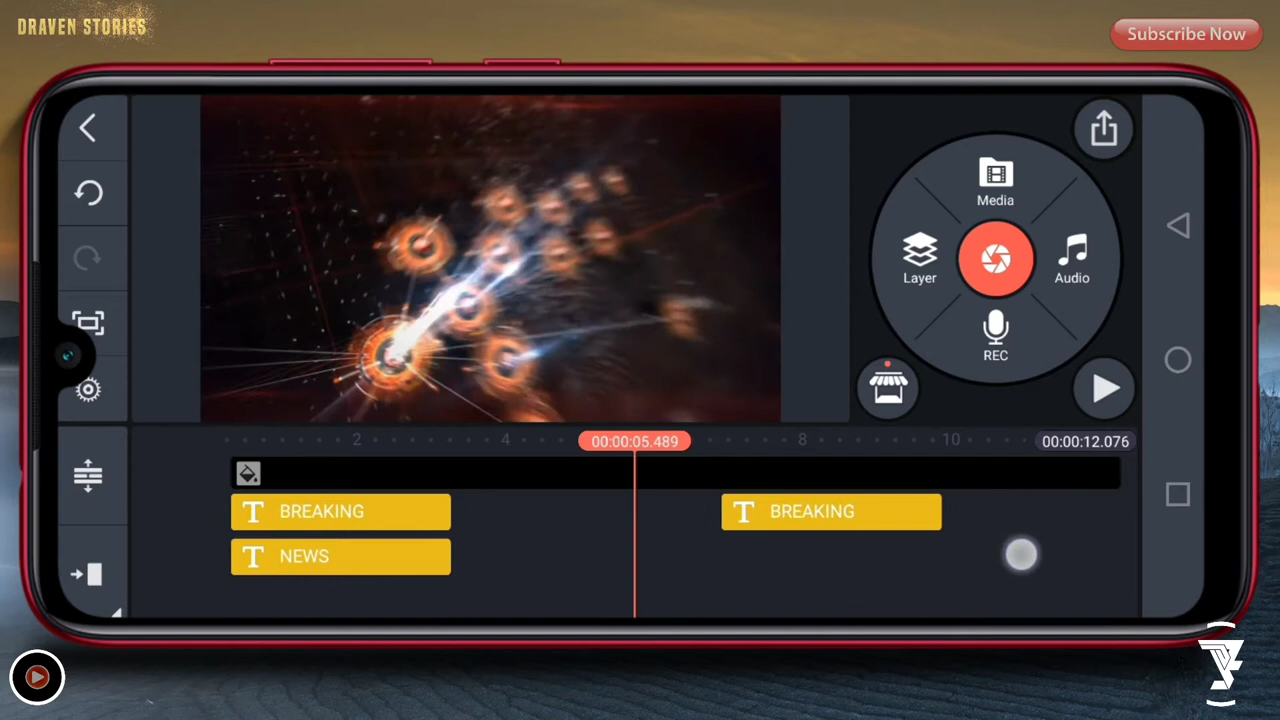 DRAVEN STORIES
Subscribe Now
Media
Layer
Audio
REC
2
4
00:00:05.489
8
10
00:00:12.076
T BREAKING
T BREAKING
T NEWS